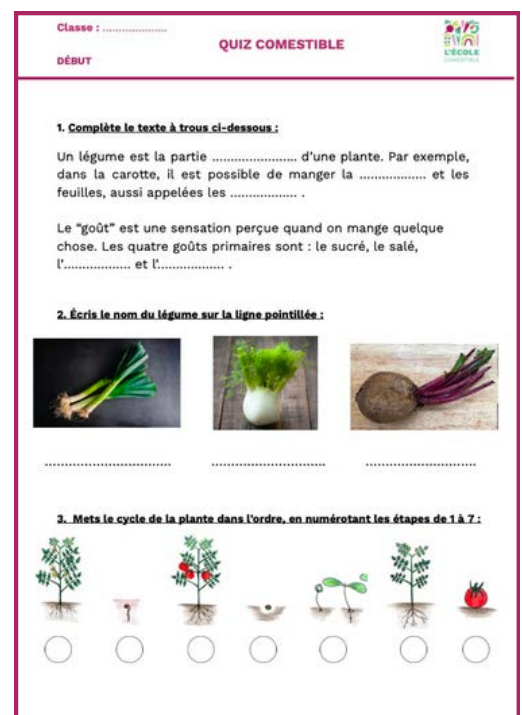 Classe : ....................
QUIZ COMESTIBLE
DÉBUT
L'ÉCOLE
COMESTIBLE
1. Complète le texte à trous ci-dessous :
Un légume est la partie ........................ d'une plante. Par exemple,
dans la carotte, il est possible de manger la .................. et les
feuilles, aussi appelées les .................. .
Le "goût" est une sensation perçue quand on mange quelque
chose. Les quatre goûts primaires sont : le sucré, le salé,
l'.................. et l'.................. .
2. Écris le nom du légume sur la ligne pointillée :
................................ ............................. ............................
3. Mets le cycle de la plante dans l'ordre, en numérotant les étapes de 1 à 7 :